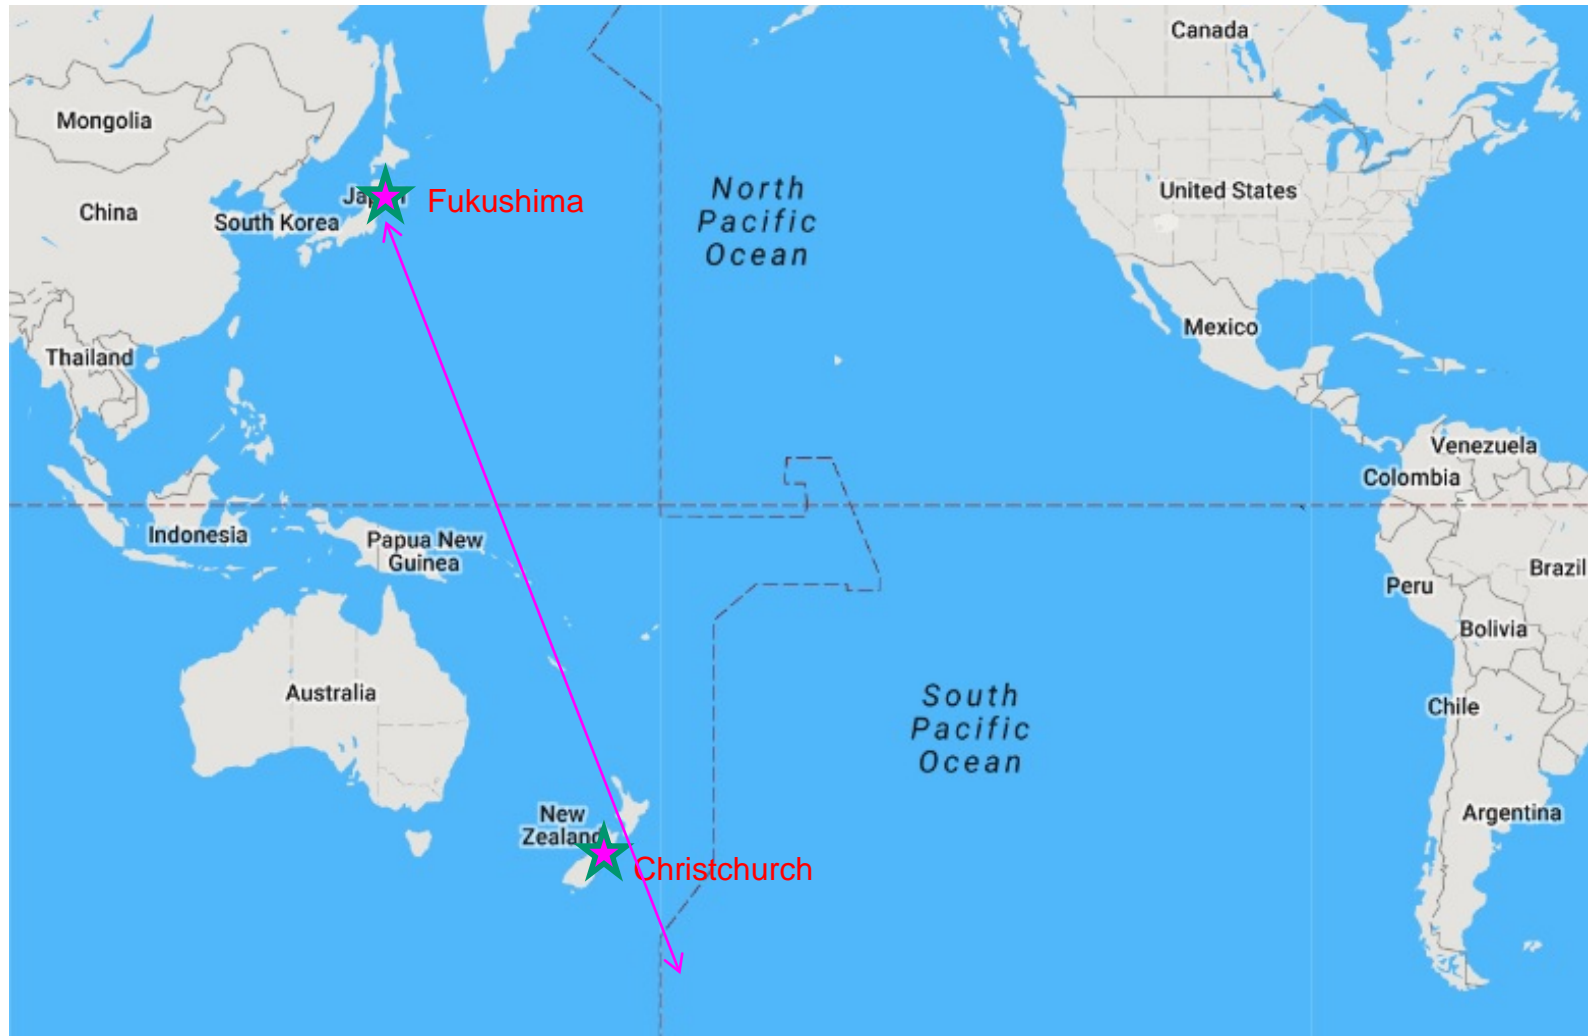 Canada
Mongolia
North
Pacific
Ocean
United States
Japan
Fukushima
China
South Korea
Mexico
Thailand
Venezuela
Colombia
Indonesia
Papua New
Guinea
Brazil
Peru
Bolivia
Australia
South
Pacific
Ocean
Chile
New
Zealand
Argentina
Christchurch